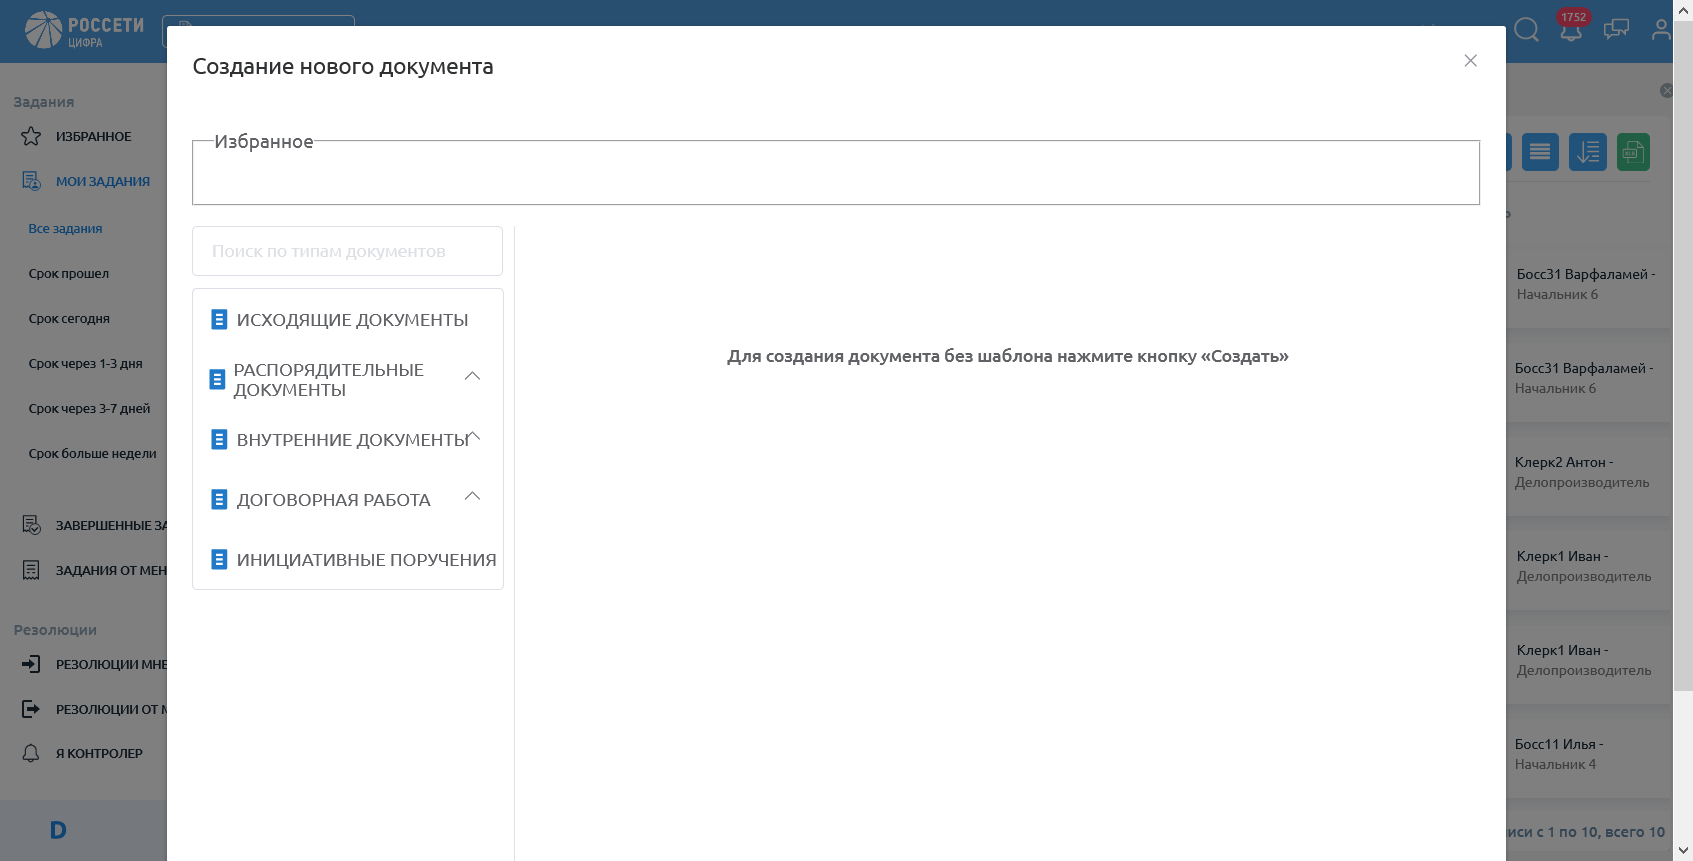 РОССЕТИ
ЦИФРА
1752
Создание нового документа
Задания
ИЗБРАННОЕ
МОИ ЗАДАНИЯ
Все задания
Срок прошел
Срок сегодня
Срок через 1-3 дня
Срок через 3-7 дней
Срок больше недели
ЗАВЕРШЕННЫЕ ЗА
ЗАДАНИЯ ОТ МЕН
Резолюции
РЕЗОЛЮЦИИ МНЕ
РЕЗОЛЮЦИИ ОТ М
Я КОНТРОЛЕР
D
Избранное
Поиск по типам документов
ИСХОДЯЩИЕ ДОКУМЕНТЫ
РАСПОРЯДИТЕЛЬНЫЕ
ДОКУМЕНТЫ
ВНУТРЕННИЕ ДОКУМЕНТЫ
ДОГОВОРНАЯ РАБОТА
ИНИЦИАТИВНЫЕ ПОРУЧЕНИЯ
Для создания документа без шаблона нажмите кнопку «Создать»
Босс31 Варфаламей -
Начальник 6
Босс31 Варфаламей -
Начальник 6
Клерк2 Антон -
Делопроизводитель
Клерк1 Иван -
Делопроизводитель
Клерк1 Иван -
Делопроизводитель
Босс11 Илья -
Начальник 4
иси с 1 по 10, всего 10